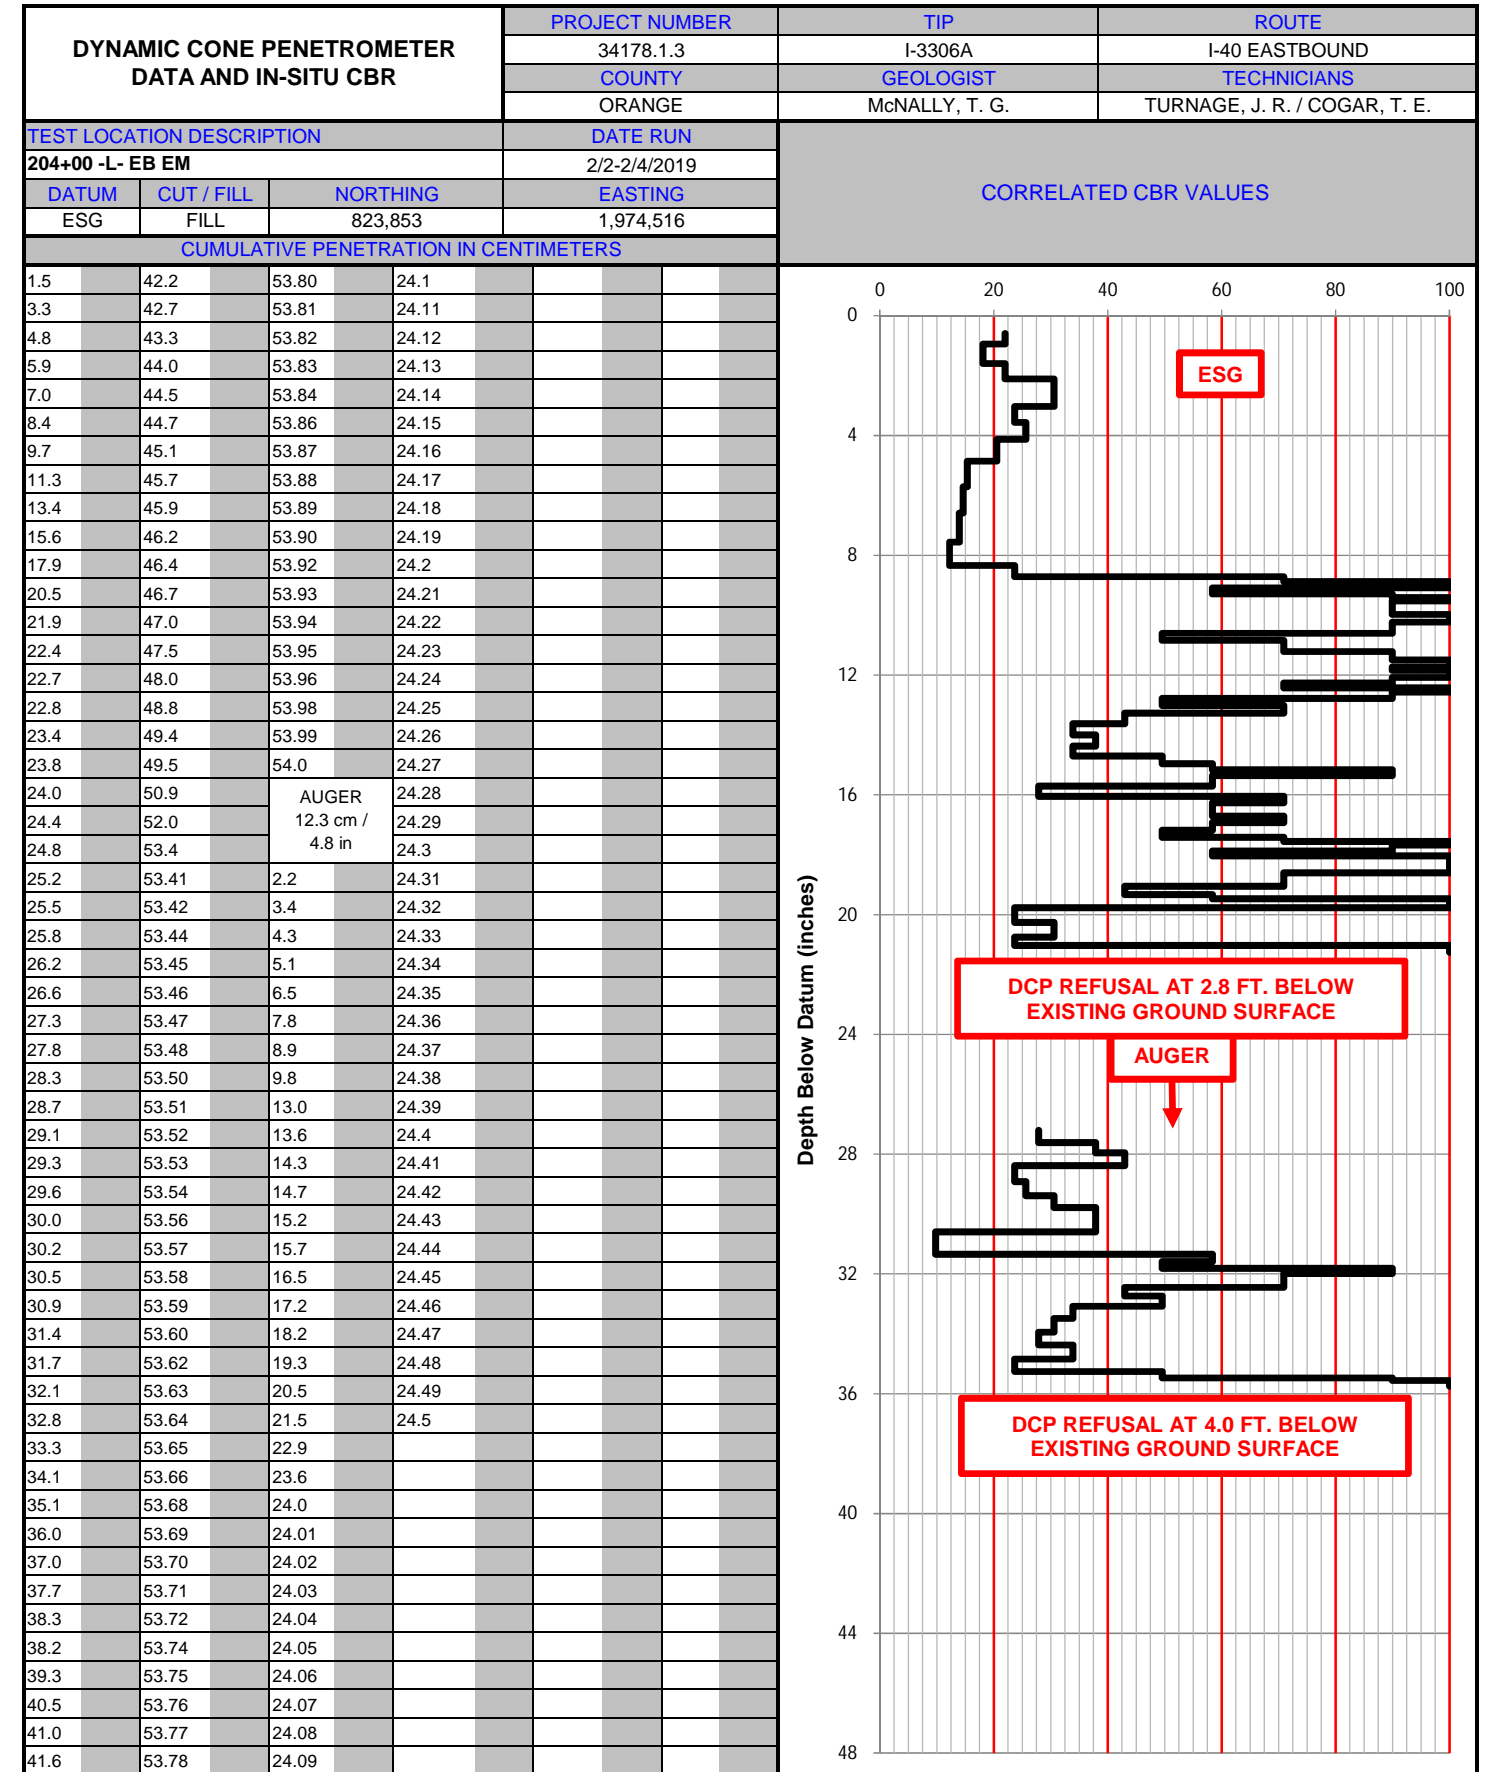 DYNAMIC CONE PENETROMETER
DATA AND IN-SITU CBR
PROJECT NUMBER TIP ROUTE
34178.1.3 I-3306A I-40 EASTBOUND
COUNTY GEOLOGIST TECHNICIANS
ORANGE McNALLY, T. G. TURNAGE, J. R. / COGAR, T. E.
TEST LOCATION DESCRIPTION DATE RUN
204+00 -L- EB EM 2/2-2/4/2019
DATUM CUT / FILL NORTHING EASTING
ESG FILL 823,853 1,974,516
CUMULATIVE PENETRATION IN CENTIMETERS
1.5 42.2 53.80 24.1
3.3 42.7 53.81 24.11
4.8 43.3 53.82 24.12
5.9 44.0 53.83 24.13
7.0 44.5 53.84 24.14
8.4 44.7 53.86 24.15
9.7 45.1 53.87 24.16
11.3 45.7 53.88 24.17
13.4 45.9 53.89 24.18
15.6 46.2 53.90 24.19
17.9 46.4 53.92 24.2
20.5 46.7 53.93 24.21
21.9 47.0 53.94 24.22
22.4 47.5 53.95 24.23
22.7 48.0 53.96 24.24
22.8 48.8 53.98 24.25
23.4 49.4 53.99 24.26
23.8 49.5 54.0 24.27
24.0 50.9 AUGER 24.28
24.4 52.0 12.3 cm / 24.29
24.8 53.4 4.8 in 24.3
25.2 53.41 2.2 24.31
25.5 53.42 3.4 24.32
25.8 53.44 4.3 24.33
26.2 53.45 5.1 24.34
26.6 53.46 6.5 24.35
27.3 53.47 7.8 24.36
27.8 53.48 8.9 24.37
28.3 53.50 9.8 24.38
28.7 53.51 13.0 24.39
29.1 53.52 13.6 24.4
29.3 53.53 14.3 24.41
29.6 53.54 14.7 24.42
30.0 53.56 15.2 24.43
30.2 53.57 15.7 24.44
30.5 53.58 16.5 24.45
30.9 53.59 17.2 24.46
31.4 53.60 18.2 24.47
31.7 53.62 19.3 24.48
32.1 53.63 20.5 24.49
32.8 53.64 21.5 24.5
33.3 53.65 22.9
34.1 53.66 23.6
35.1 53.68 24.0
36.0 53.69 24.01
37.0 53.70 24.02
37.7 53.71 24.03
38.3 53.72 24.04
38.2 53.74 24.05
39.3 53.75 24.06
40.5 53.76 24.07
41.0 53.77 24.08
41.6 53.78 24.09
CORRELATED CBR VALUES
0 20 40 60 80 100
0
4
8
12
16
20
24
28
32
36
40
44
48
Depth Below Datum (inches)
ESG
DCP REFUSAL AT 2.8 FT. BELOW
EXISTING GROUND SURFACE
AUGER
DCP REFUSAL AT 4.0 FT. BELOW
EXISTING GROUND SURFACE